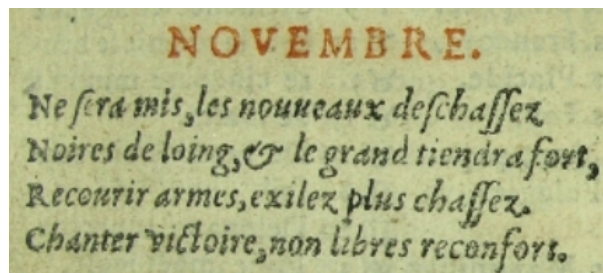 NOVEMBRE.
Ne ſera mis, les nouueaux deſchaſſez
Noires de loing, & le grand tiendra fort,
Recourir armes, exilez plus chaſſez.
Chanter victoire, non libres reconfort.